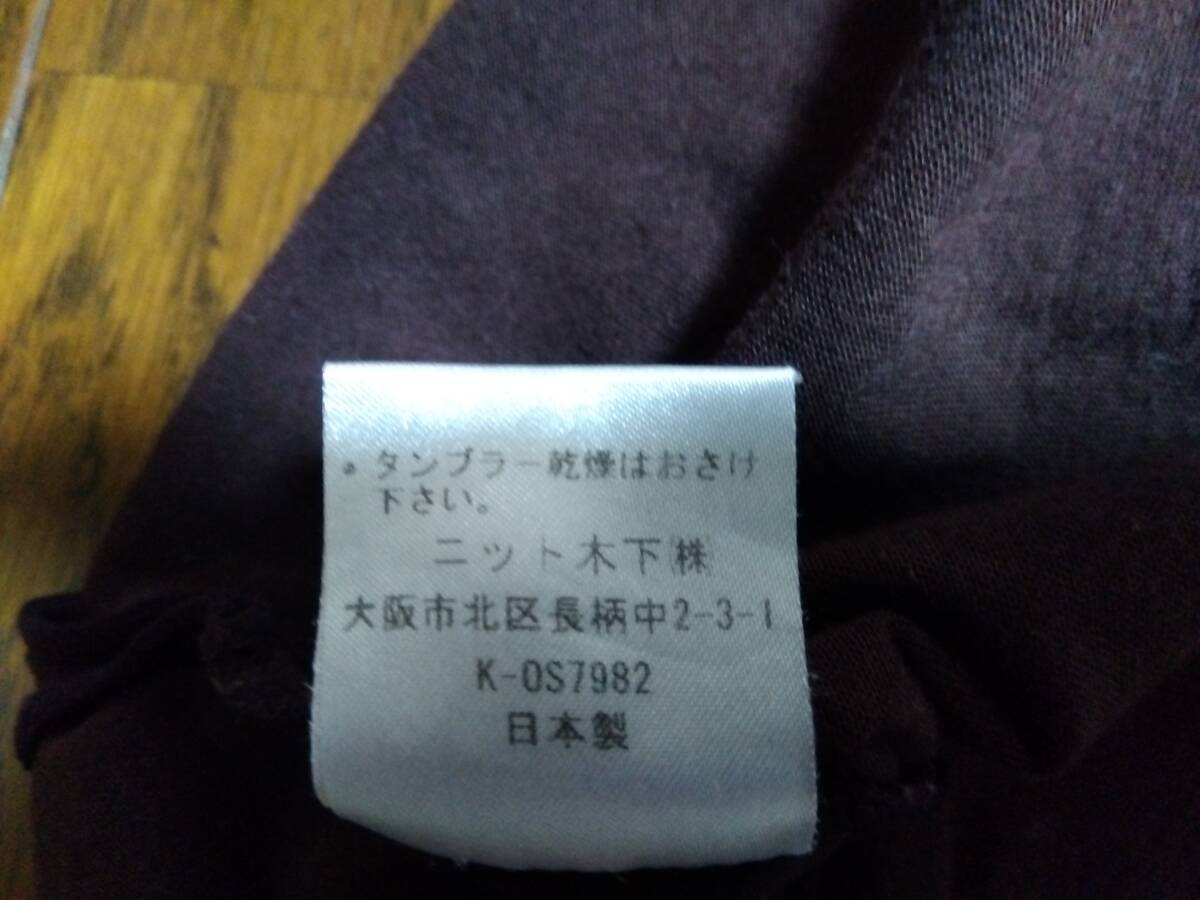 • タンブラー乾燥はおさけ
下さい。
ニット木下㈱
大阪市北区長柄中2-3-1
K-OS7982
日本製